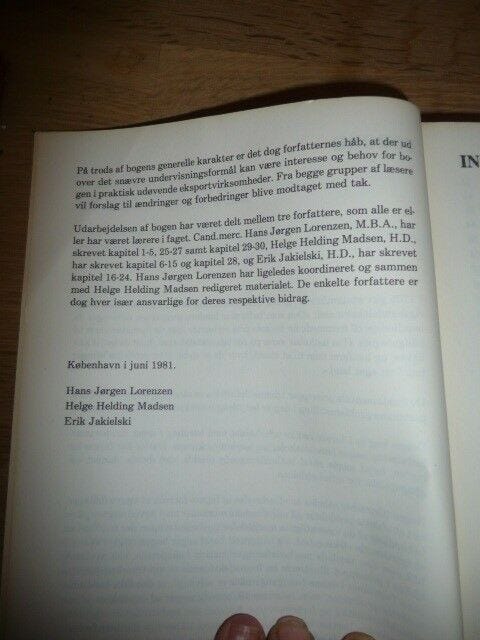 På trods af bogens generelle karakter er det dog forfatternes håb, at der ud
over det snævre undervisningsformål kan være interesse og behov for bo-
gen i praktisk udøvende eksportvirksomheder. Fra begge grupper af læsere
vil forslag til ændringer og forbedringer blive modtaget med tak.
Udarbejdelsen af bogen har været delt mellem tre forfattere, som alle er el-
ler har været lærere i faget. Cand.merc. Hans Jørgen Lorenzen, M.B.A., har
skrevet kapitel 1-5, 25-27 samt kapitel 29-30, Helge Helding Madsen, H.D.,
har skrevet kapitel 6-15 og kapitel 28, og Erik Jakielski, H.D., har skrevet
kapitel 16-24. Hans Jørgen Lorenzen har ligeledes koordineret og sammen
med Helge Helding Madsen redigeret materialet. De enkelte forfattere er
dog hver især ansvarlige for deres respektive bidrag.
København i juni 1981.
Hans Jørgen Lorenzen
Helge Helding Madsen
Erik Jakielski
IN